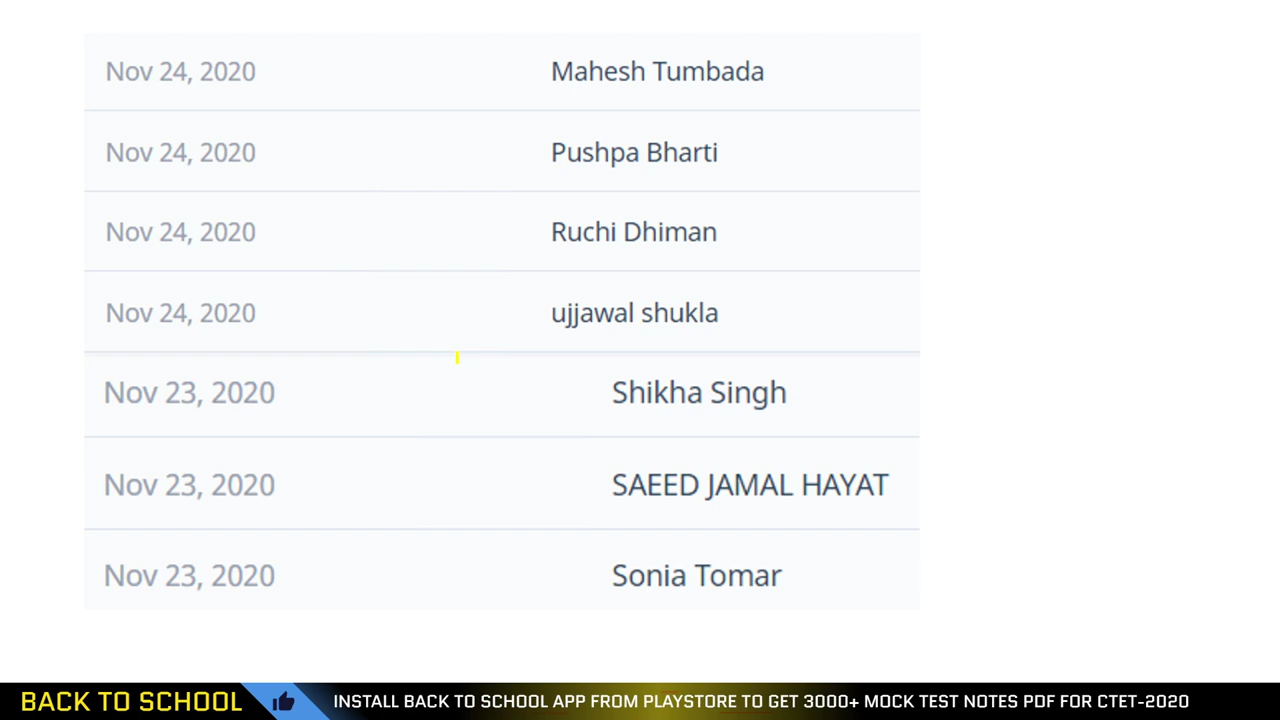 Nov 24, 2020 Mahesh Tumbada
Nov 24, 2020 Pushpa Bharti
Nov 24, 2020 Ruchi Dhiman
Nov 24, 2020 ujjawal shukla
Nov 23, 2020 Shikha Singh
Nov 23, 2020 SAEED JAMAL HAYAT
Nov 23, 2020 Sonia Tomar
BACK TO SCHOOL INSTALL BACK TO SCHOOL APP FROM PLAYSTORE TO GET 3000+ MOCK TEST NOTES PDF FOR CTET-2020